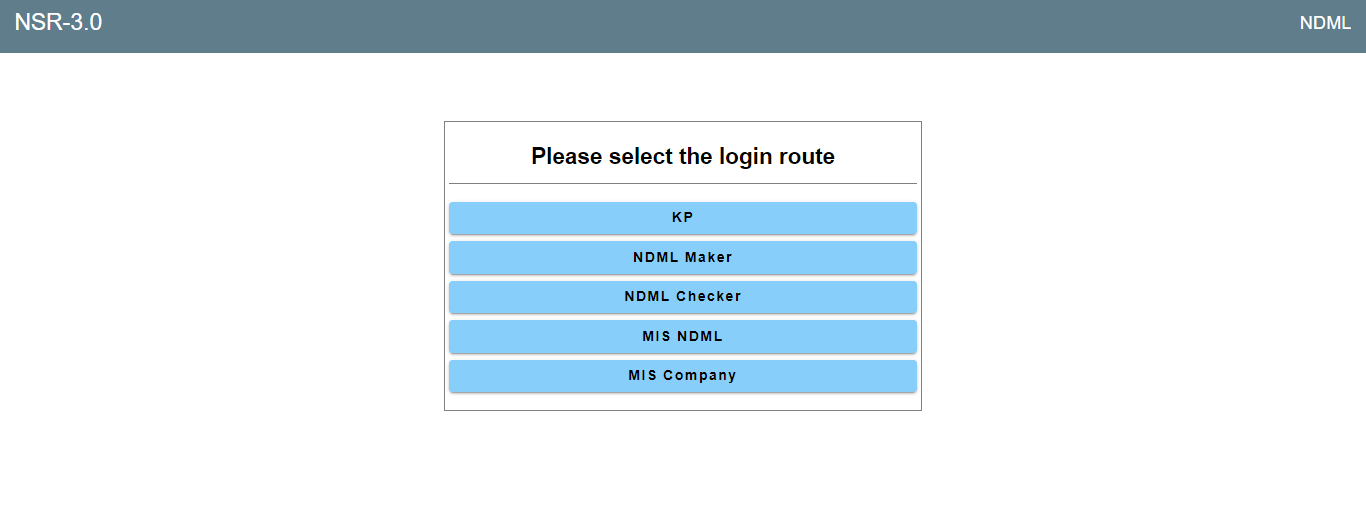 NSR-3.0
NDML
Please select the login route
KP
NDML Maker
NDML Checker
MIS NDML
MIS Company